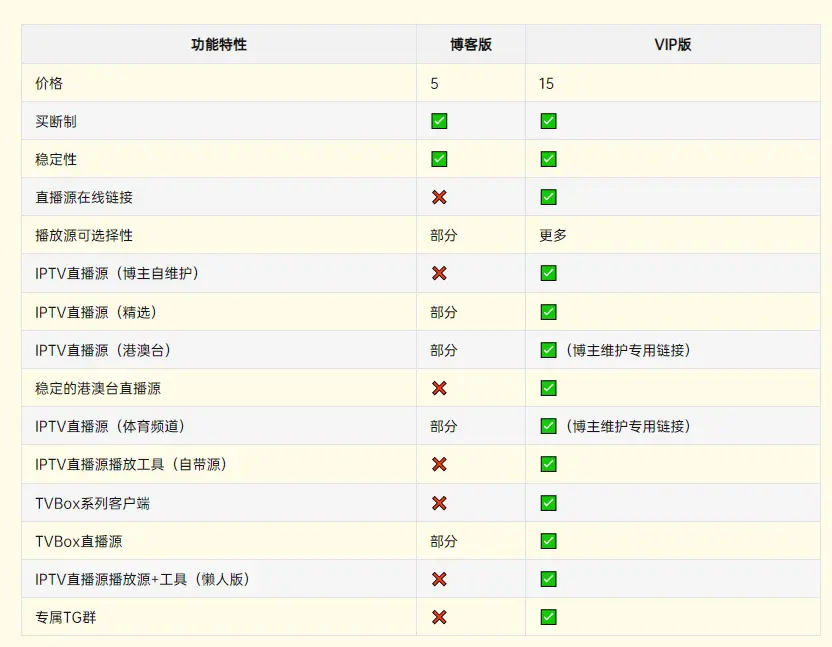 功能特性 博客版 VIP版
价格 5 15
买断制 ✅ ✅
稳定性 ✅ ✅
直播源在线链接 ❌ ✅
播放源可选择性 部分 更多
IPTV直播源（博主自维护） ❌ ✅
IPTV直播源（精选） 部分 ✅
IPTV直播源（港澳台） 部分 ✅（博主维护专用链接）
稳定的港澳台直播源 ❌ ✅
IPTV直播源（体育频道） 部分 ✅（博主维护专用链接）
IPTV直播源播放工具（自带源） ❌ ✅
TVBox系列客户端 ❌ ✅
TVBox直播源 部分 ✅
IPTV直播源播放源+工具（懒人版） ❌ ✅
专属TG群 ❌ ✅